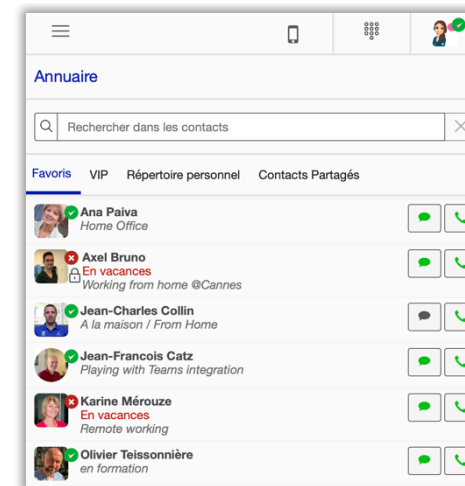 Annuaire
Rechercher dans les contacts
Favoris VIP Répertoire personnel Contacts Partagés
Ana Paiva
Home Office
Axel Bruno
En vacances
Working from home @Cannes
Jean-Charles Collin
A la maison / From Home
Jean-Francois Catz
Playing with Teams integration
Karine Mérouze
En vacances
Remote working
Olivier Teissonnière
en formation